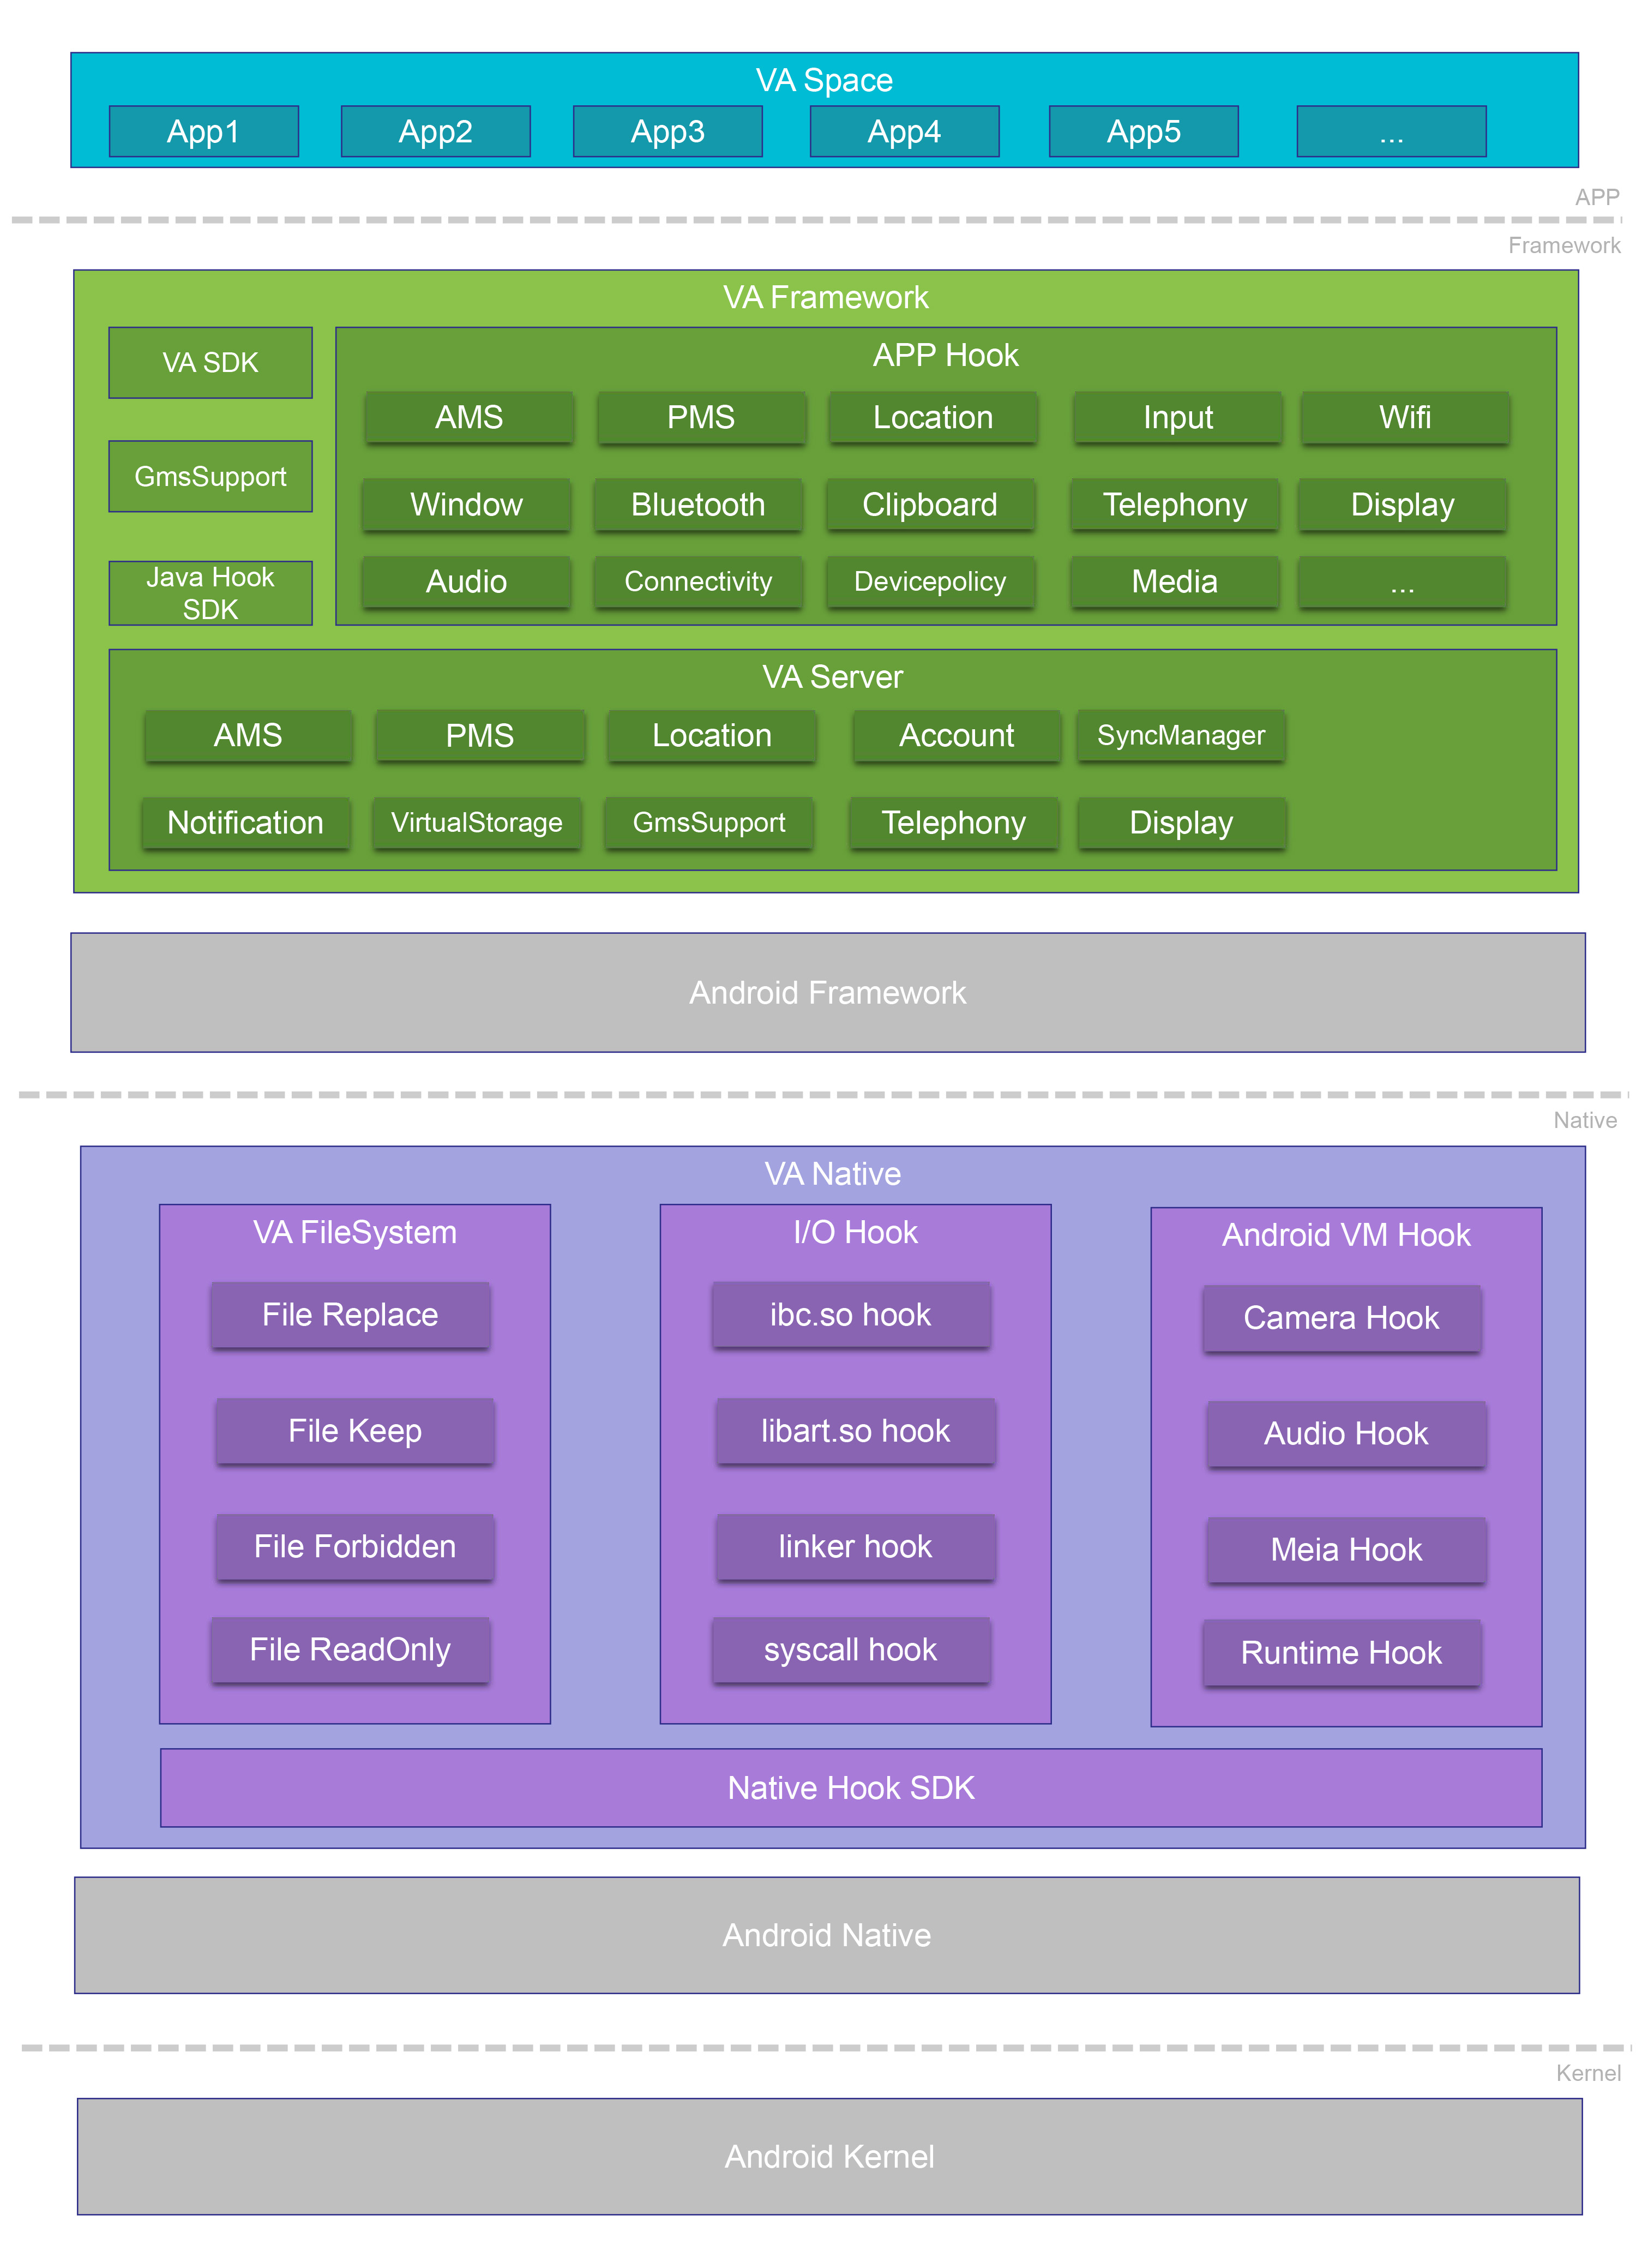 VA Space
App1
App2
App3
App4
App5
...
APP
Framework
VA Framework
VA SDK
GmsSupport
Java Hook
SDK
APP Hook
AMS
PMS
Location
Input
Wifi
Window
Bluetooth
Clipboard
Telephony
Display
Audio
Connectivity
Devicepolicy
Media
...
VA Server
AMS
PMS
Location
Account
SyncManager
Notification
VirtualStorage
GmsSupport
Telephony
Display
Android Framework
Native
VA Native
VA FileSystem
File Replace
File Keep
File Forbidden
File ReadOnly
I/O Hook
ibc.so hook
libart.so hook
linker hook
syscall hook
Android VM Hook
Camera Hook
Audio Hook
Meia Hook
Runtime Hook
Native Hook SDK
Android Native
Kernel
Android Kernel